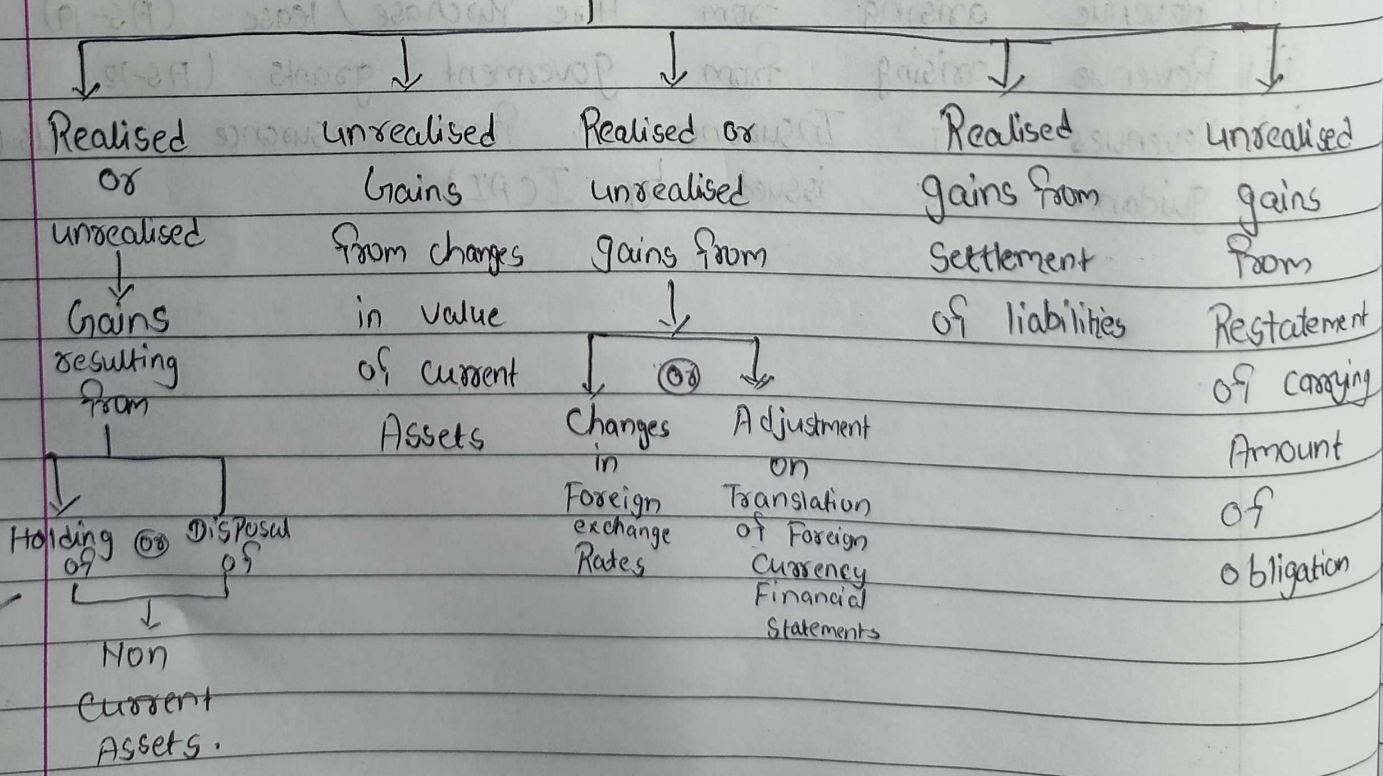 Realised
or
unrealised
Gains
resulting
from
Holding or Disposal
of of
Non
Current
Assets.
unrealised
Gains
from changes
in value
of current
Assets
Realised or
unrealised
gains from
or
Changes
in
Foreign
exchange
Rates
Adjustment
on
Translation
of Foreign
Currency
Financial
Statements
Realised
gains from
Settlement
of liabilities
unrealised
gains
from
Restatement
of carrying
Amount
of
obligation